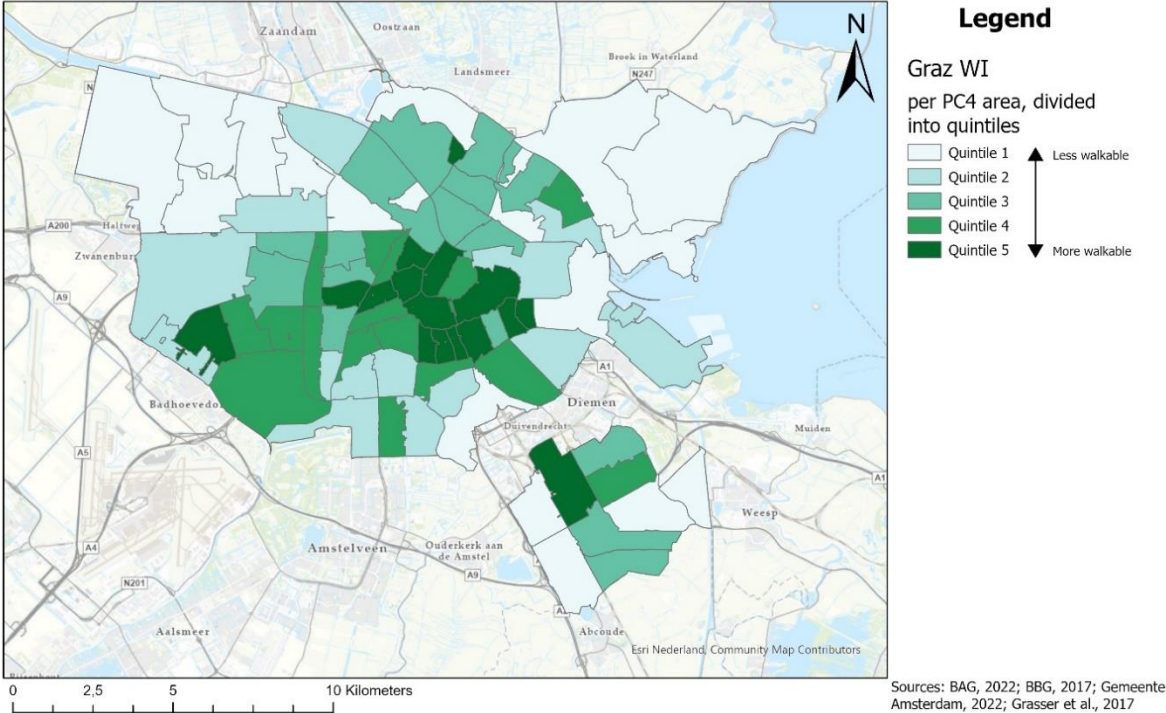 Zaandam
Oostzaan
Landsmeer
Broek in Waterland
N247
N
A200
Halfweg
Zwanenburg
A9
Badhoevedor
A5
A4
N201
Aalsmeer
Amstelveen
Ouderkerk aan
de Amstel
A9
Abcoude
Duivendrecht
Diemen
A1
Muiden
A1
Weesp
Esri Nederland, Community Map Contributors
0 2,5 5 10 Kilometers
Legend
Graz WI
per PC4 area, divided
into quintiles
Quintile 1 Less walkable
Quintile 2
Quintile 3
Quintile 4
Quintile 5 More walkable
Sources: BAG, 2022; BBG, 2017; Gemeente
Amsterdam, 2022; Grasser et al., 2017